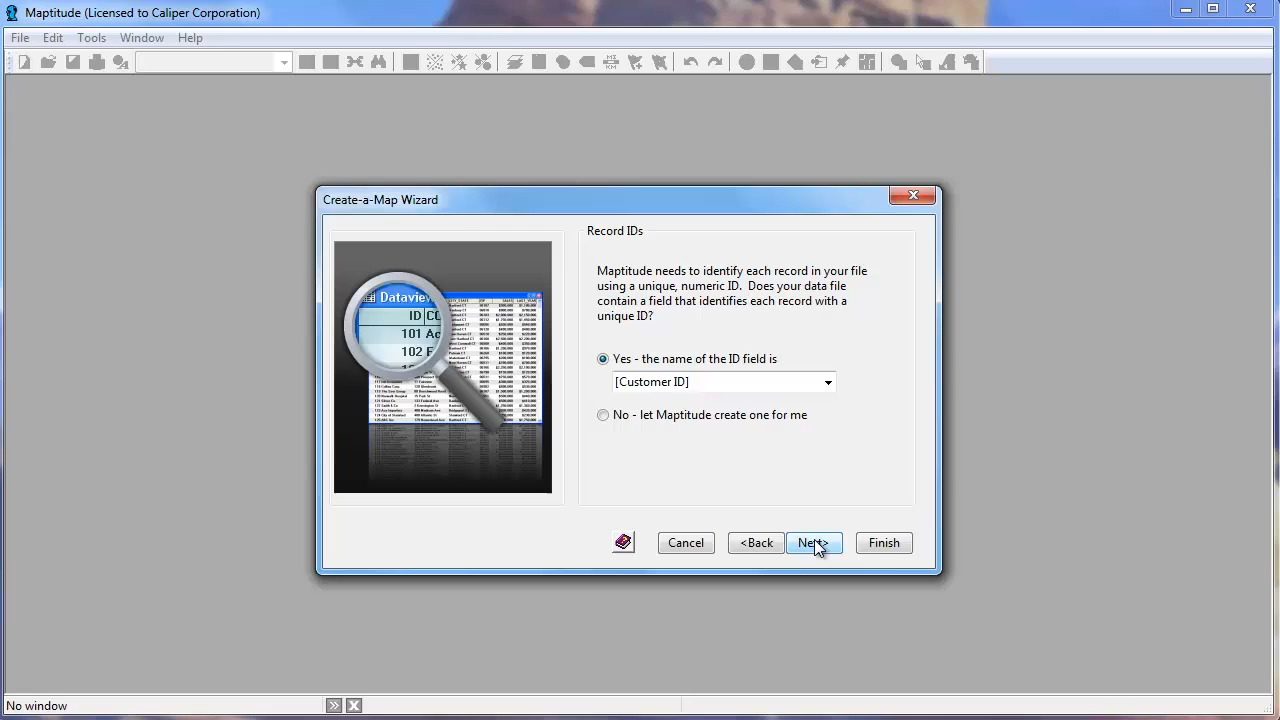 Maptitude (Licensed to Caliper Corporation)
File Edit Tools Window Help
Create-a-Map Wizard
Record IDs
Maptitude needs to identify each record in your file
using a unique, numeric ID. Does your data file
contain a field that identifies each record with a
unique ID?
Dataview
ID CO
101 Ac
102 F
Yes - the name of the ID field is
[Customer ID]
No - let Maptitude create one for me
Cancel <Back Next> Finish
No window